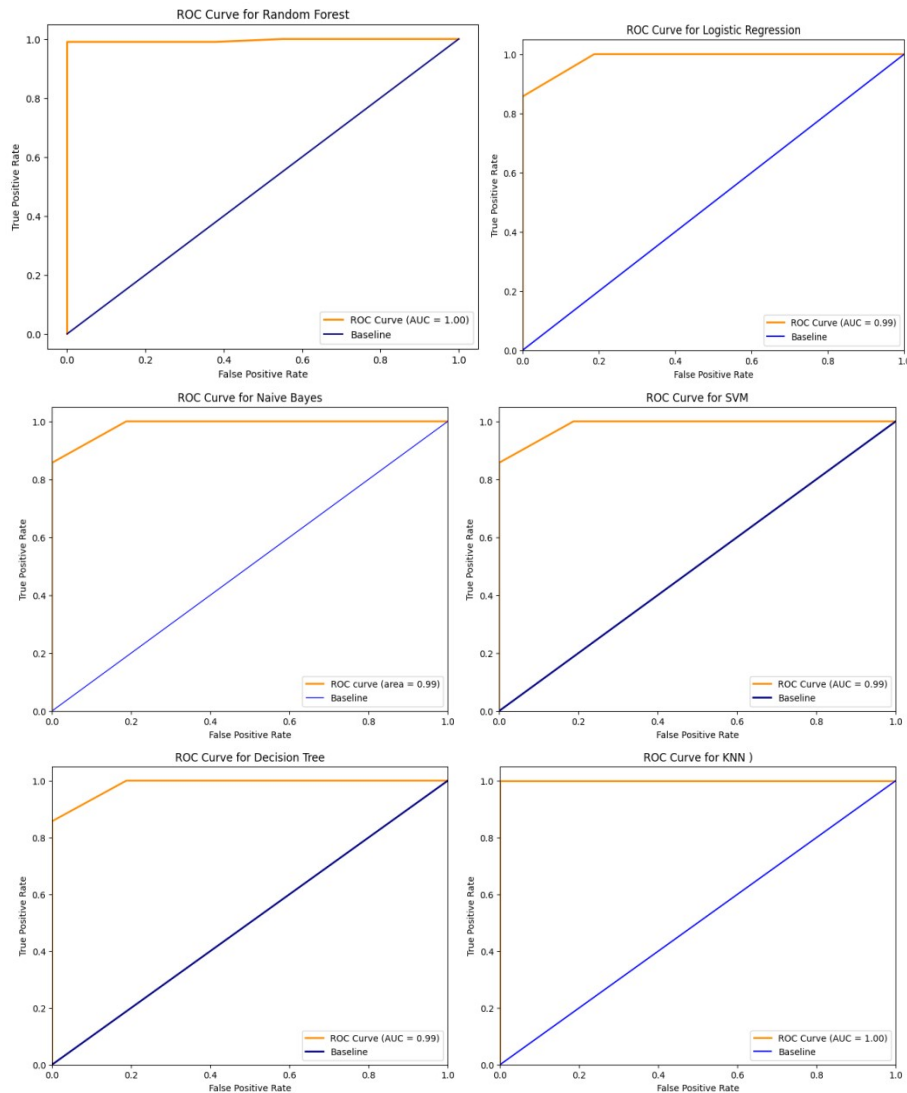 ROC Curve for Random Forest
True Positive Rate
1.0
0.8
0.6
0.4
0.2
0.0
ROC Curve (AUC = 1.00)
Baseline
0.0 0.2 0.4 0.6 0.8 1.0
False Positive Rate
ROC Curve for Logistic Regression
True Positive Rate
1.0
0.8
0.6
0.4
0.2
0.0
ROC Curve (AUC = 0.99)
Baseline
0.0 0.2 0.4 0.6 0.8 1.0
False Positive Rate
ROC Curve for Naive Bayes
True Positive Rate
1.0
0.8
0.6
0.4
0.2
0.0
ROC curve (area = 0.99)
Baseline
0.0 0.2 0.4 0.6 0.8 1.0
False Positive Rate
ROC Curve for SVM
True Positive Rate
1.0
0.8
0.6
0.4
0.2
0.0
ROC Curve (AUC = 0.99)
Baseline
0.0 0.2 0.4 0.6 0.8 1.0
False Positive Rate
ROC Curve for Decision Tree
True Positive Rate
1.0
0.8
0.6
0.4
0.2
0.0
ROC Curve (AUC = 0.99)
Baseline
0.0 0.2 0.4 0.6 0.8 1.0
False Positive Rate
ROC Curve for KNN )
True Positive Rate
1.0
0.8
0.6
0.4
0.2
0.0
ROC Curve (AUC = 1.00)
Baseline
0.0 0.2 0.4 0.6 0.8 1.0
False Positive Rate